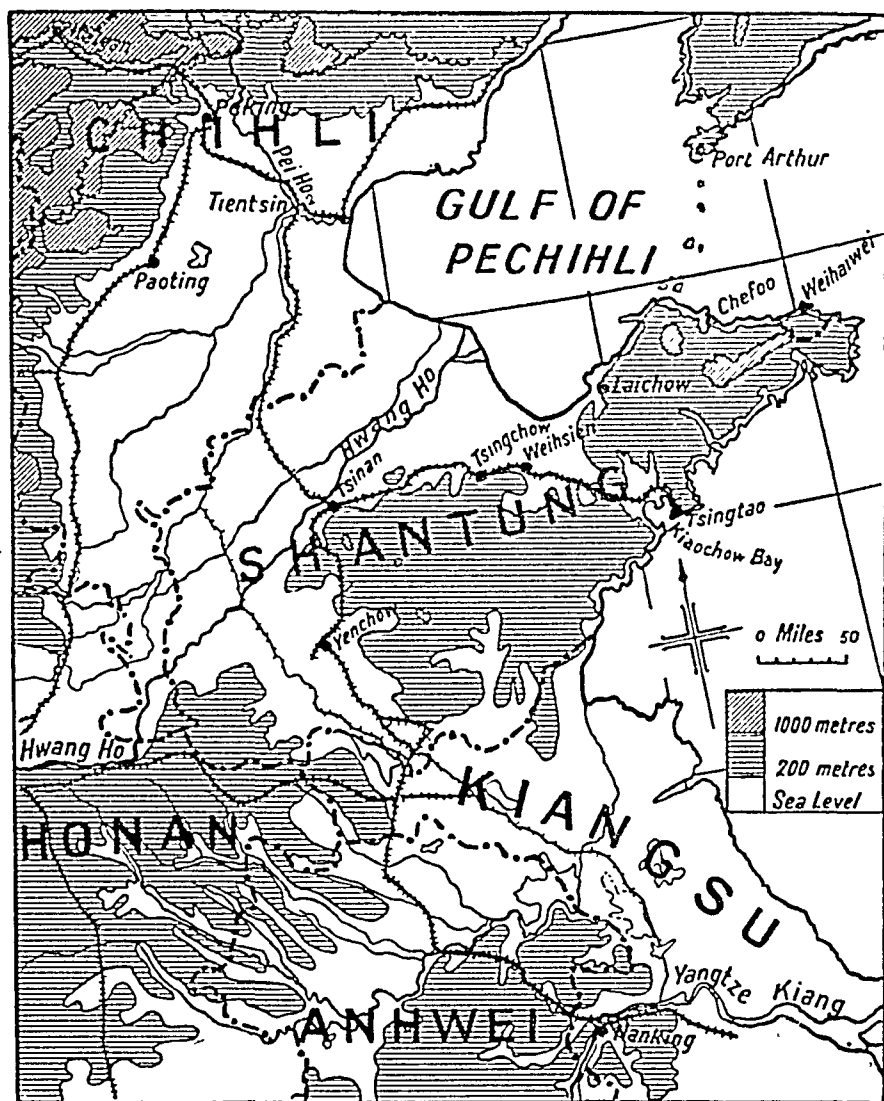 Peking
CHIHLI
Pei Ho
Port Arthur
Tientsin
GULF OF
PECHIHLI
Paoting
Chefoo
Weihaiwei
Laichow
Hwang Ho
Tsingchow
Weihsien
Tsinan
SHANTUNG
Tsingtao
Kiaochow Bay
Yenchow
0 Miles 50
1000 metres
200 metres
Sea Level
Hwang Ho
KIANGSU
HONAN
Yangtze Kiang
ANHWEI
Nanking